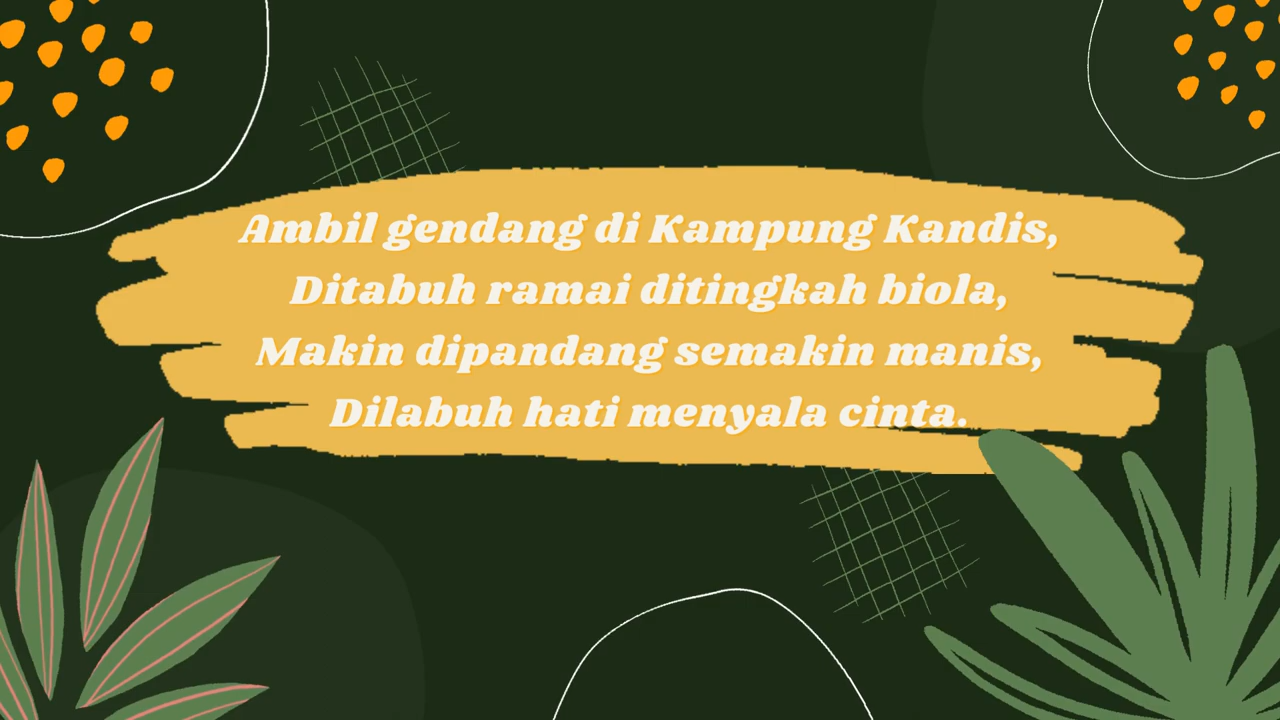 Ambil gendang di Kampung Kandis,
Ditabuh ramai ditingkah biola,
Makin dipandang semakin manis,
Dilabuh hati menyala cinta.